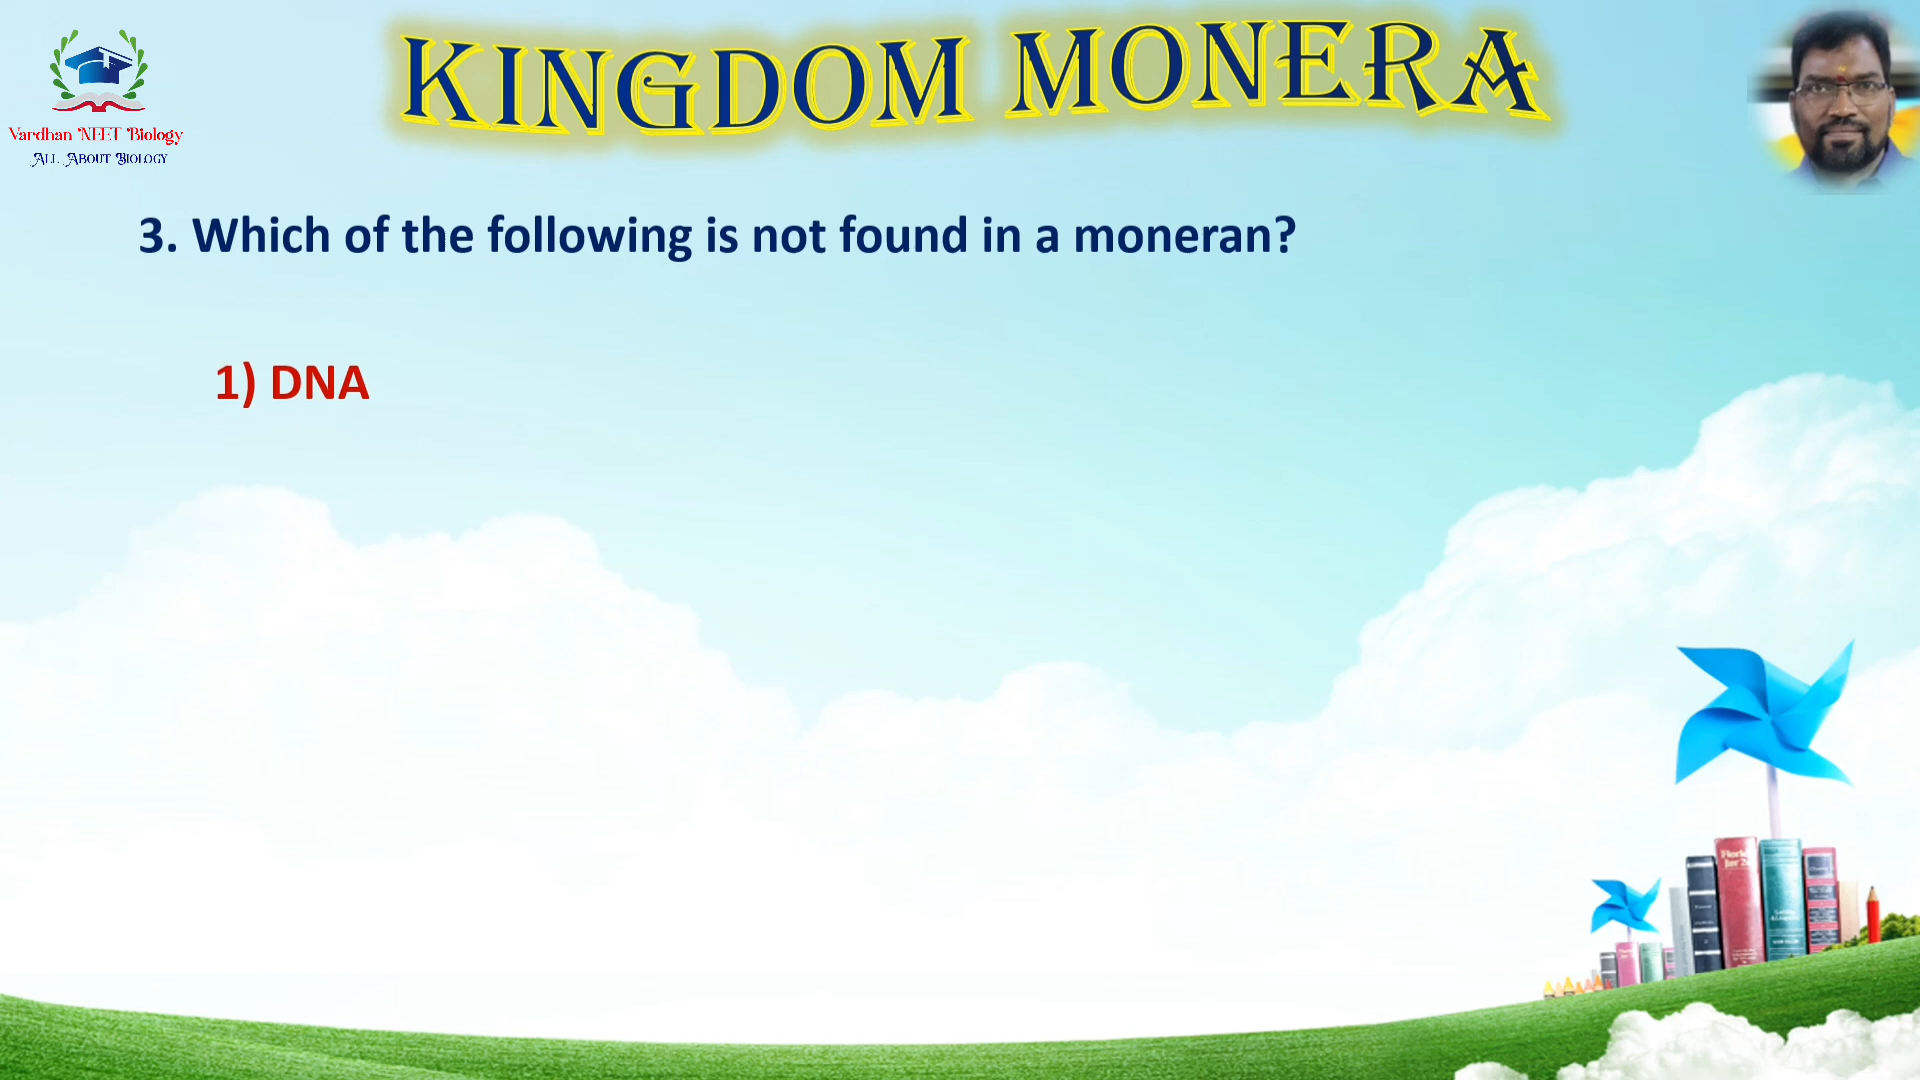 KINGDOM MONERA
Vardhan NEET Biology
All About Biology
3. Which of the following is not found in a moneran?
1) DNA